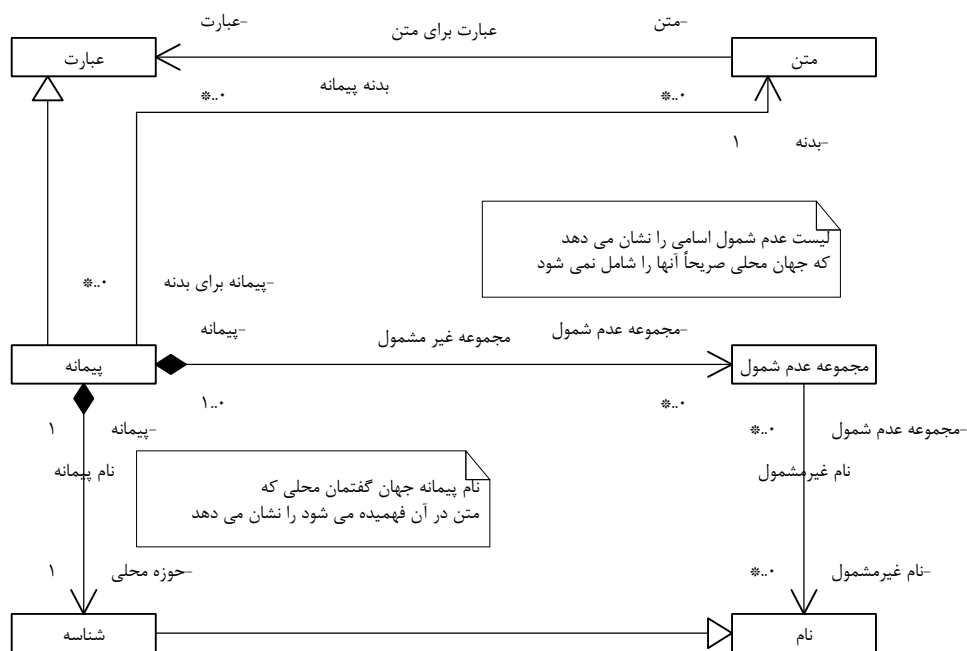 -عبارت
عبارت برای متن
-متن
عبارت
متن
0..*
بدنه پیمانه
0..*
1
-بدنه
لیست عدم شمول اسامی را نشان می دهد
که جهان محلی صریحاً آنها را شامل نمی شود
0..*
-پیمانه برای بدنه
-پیمانه
مجموعه غیر مشمول
-مجموعه عدم شمول
پیمانه
مجموعه عدم شمول
۰..۱
۰..*
۱
-پیمانه
۰..*
-مجموعه عدم شمول
نام پیمانه
نام غیرمشمول
نام پیمانه جهان گفتمان محلی که
متن در آن فهمیده می شود را نشان می دهد
۱
-حوزه محلی
۰..*
-نام غیرمشمول
شناسه
نام